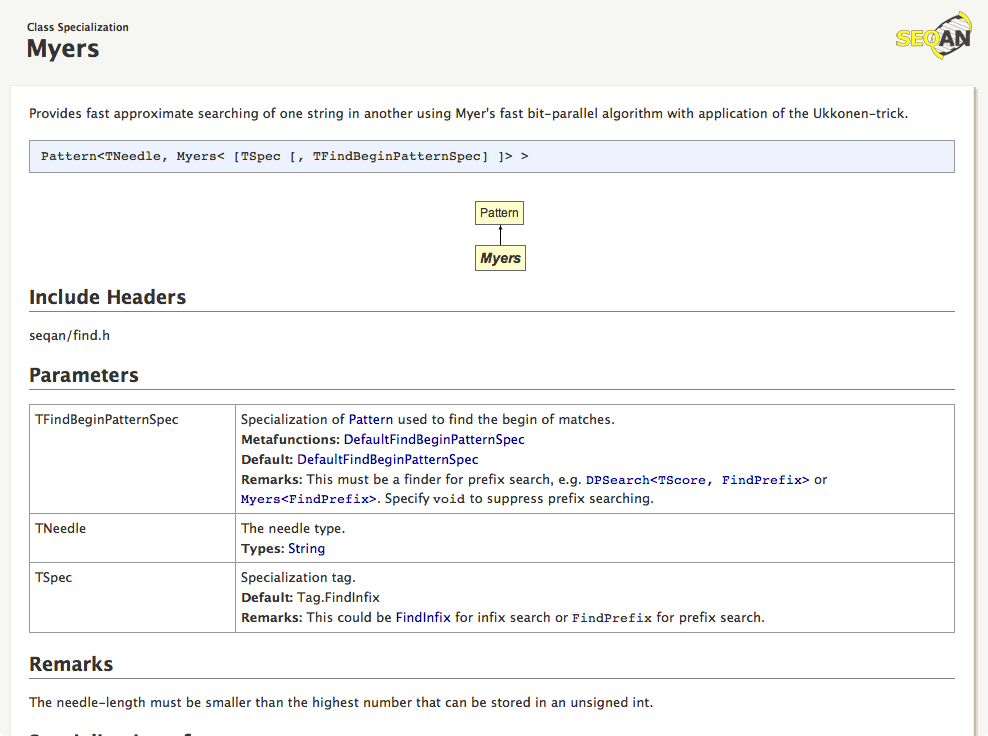 Class Specialization
Myers
SEQAN
Provides fast approximate searching of one string in another using Myer's fast bit-parallel algorithm with application of the Ukkonen-trick.
Pattern<TNeedle, Myers< [TSpec [, TFindBeginPatternSpec] ]> >
Pattern
Myers
Include Headers
seqan/find.h
Parameters
TFindBeginPatternSpec
Specialization of Pattern used to find the begin of matches.
Metafunctions: DefaultFindBeginPatternSpec
Default: DefaultFindBeginPatternSpec
Remarks: This must be a finder for prefix search, e.g. DPSearch<TScore, FindPrefix> or
Myers<FindPrefix>. Specify void to suppress prefix searching.
TNeedle
The needle type.
Types: String
TSpec
Specialization tag.
Default: Tag.FindInfix
Remarks: This could be FindInfix for infix search or FindPrefix for prefix search.
Remarks
The needle-length must be smaller than the highest number that can be stored in an unsigned int.